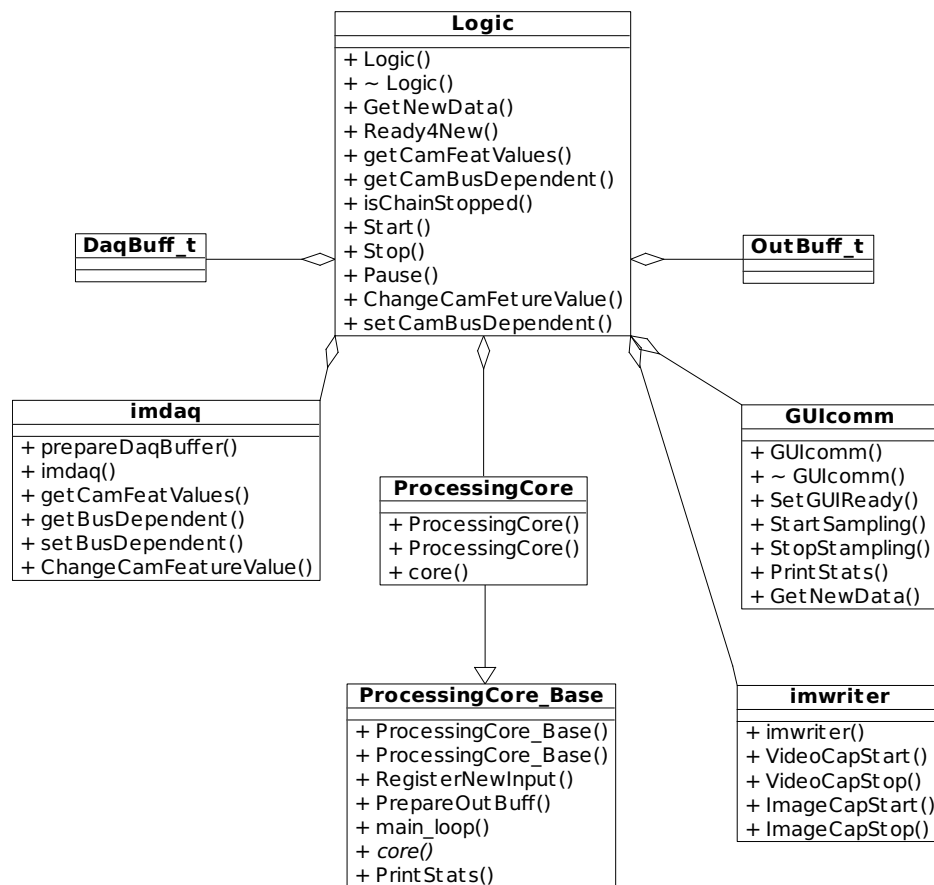 Logic
+ Logic()
+ ~ Logic()
+ GetNewData()
+ Ready4New()
+ getCamFeatValues()
+ getCamBusDependent()
+ isChainStopped()
+ Start()
+ Stop()
+ Pause()
+ ChangeCamFetureValue()
+ setCamBusDependent()
DaqBuff_t
OutBuff_t
imdaq
+ prepareDaqBuffer()
+ imdaq()
+ getCamFeatValues()
+ getBusDependent()
+ setBusDependent()
+ ChangeCamFeatureValue()
ProcessingCore
+ ProcessingCore()
+ ProcessingCore()
+ core()
GUIcomm
+ GUIcomm()
+ ~ GUIcomm()
+ SetGUIReady()
+ StartSampling()
+ StopStampling()
+ PrintStats()
+ GetNewData()
ProcessingCore_Base
+ ProcessingCore_Base()
+ ProcessingCore_Base()
+ RegisterNewInput()
+ PrepareOutBuff()
+ main_loop()
+ core()
+ PrintStats()
imwriter
+ imwriter()
+ VideoCapStart()
+ VideoCapStop()
+ ImageCapStart()
+ ImageCapStop()